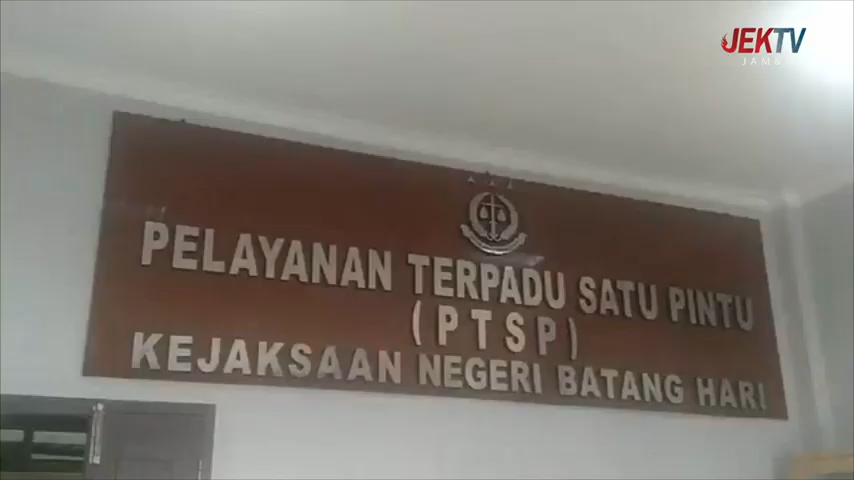 JEKTV
PELAYANAN TERPADU SATU PINTU
(PTSP)
KEJAKSAAN NEGERI BATANG HARI